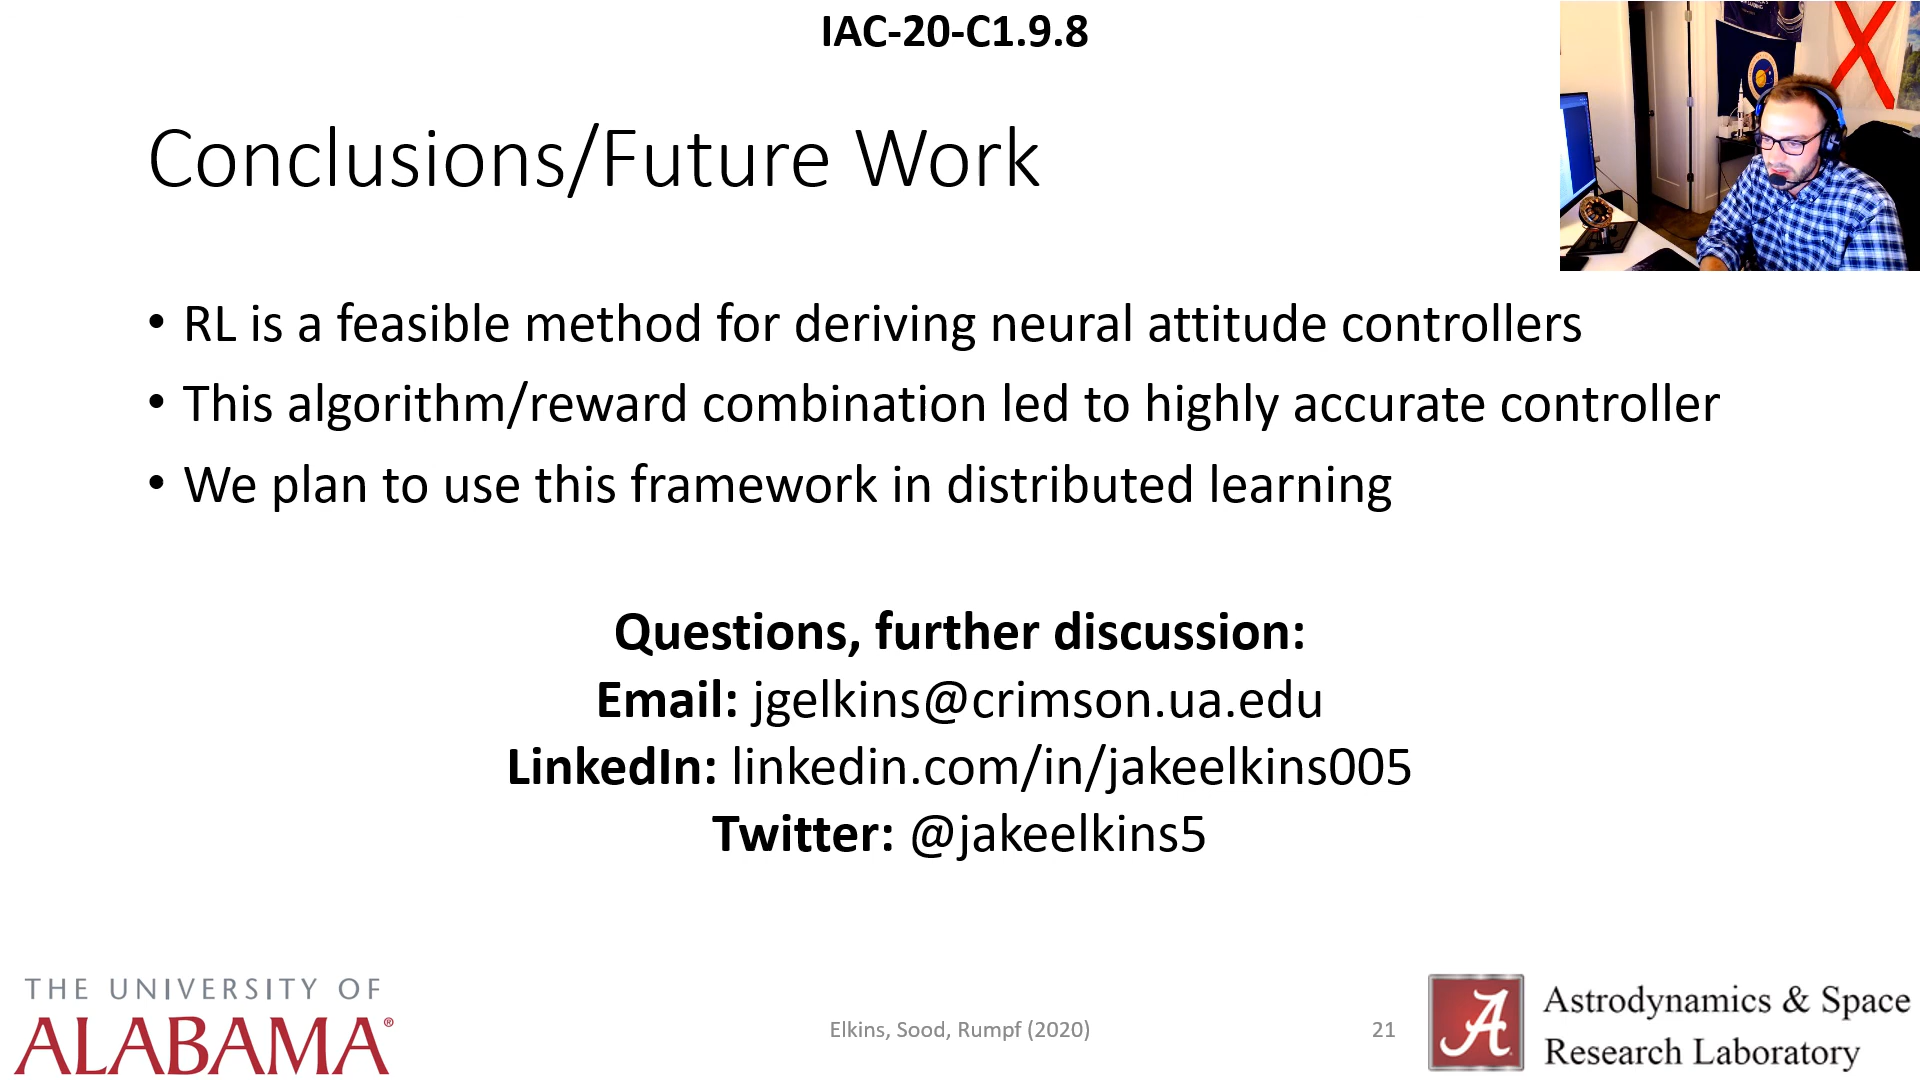 IAC-20-C1.9.8
Conclusions/Future Work
• RL is a feasible method for deriving neural attitude controllers
• This algorithm/reward combination led to highly accurate controller
• We plan to use this framework in distributed learning
Questions, further discussion:
Email: jgelkins@crimson.ua.edu
LinkedIn: linkedin.com/in/jakeelkins005
Twitter: @jakeelkins5
THE UNIVERSITY OF
ALABAMA®
Elkins, Sood, Rumpf (2020)
21
A
Astrodynamics & Space
Research Laboratory